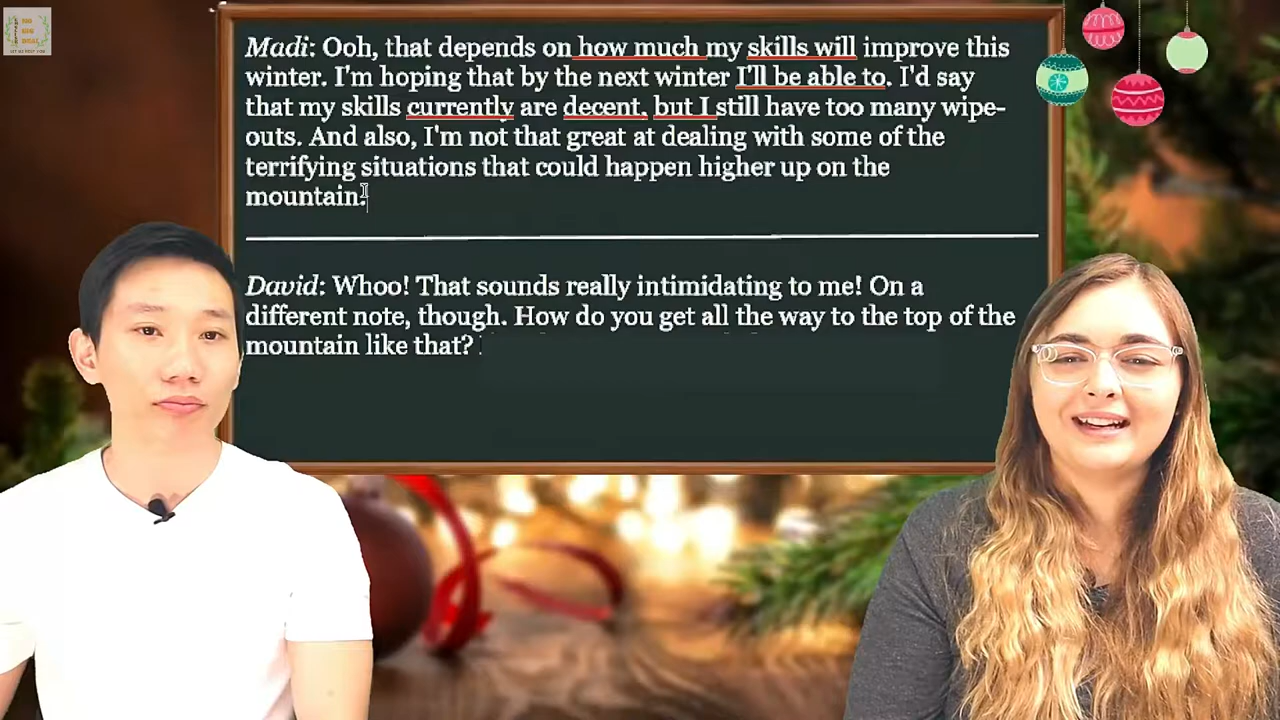 Madi: Ooh, that depends on how much my skills will improve this
winter. I'm hoping that by the next winter I'll be able to. I'd say
that my skills currently are decent, but I still have too many wipe-
outs. And also, I'm not that great at dealing with some of the
terrifying situations that could happen higher up on the
mountain.
David: Whoo! That sounds really intimidating to me! On a
different note, though. How do you get all the way to the top of the
mountain like that?